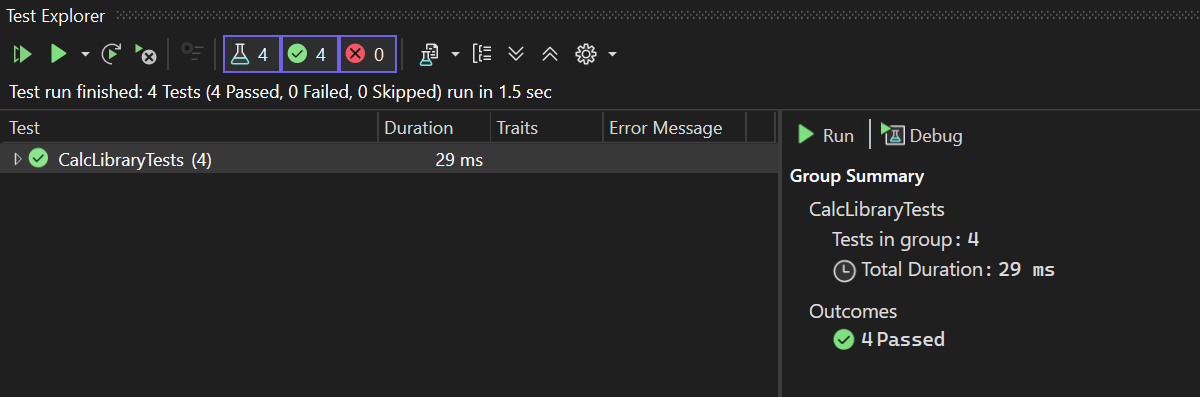 Test Explorer
4 4 0
Test run finished: 4 Tests (4 Passed, 0 Failed, 0 Skipped) run in 1.5 sec
Test Duration Traits Error Message
CalcLibraryTests (4) 29 ms
Run Debug
Group Summary
CalcLibraryTests
Tests in group: 4
Total Duration: 29 ms
Outcomes
4 Passed